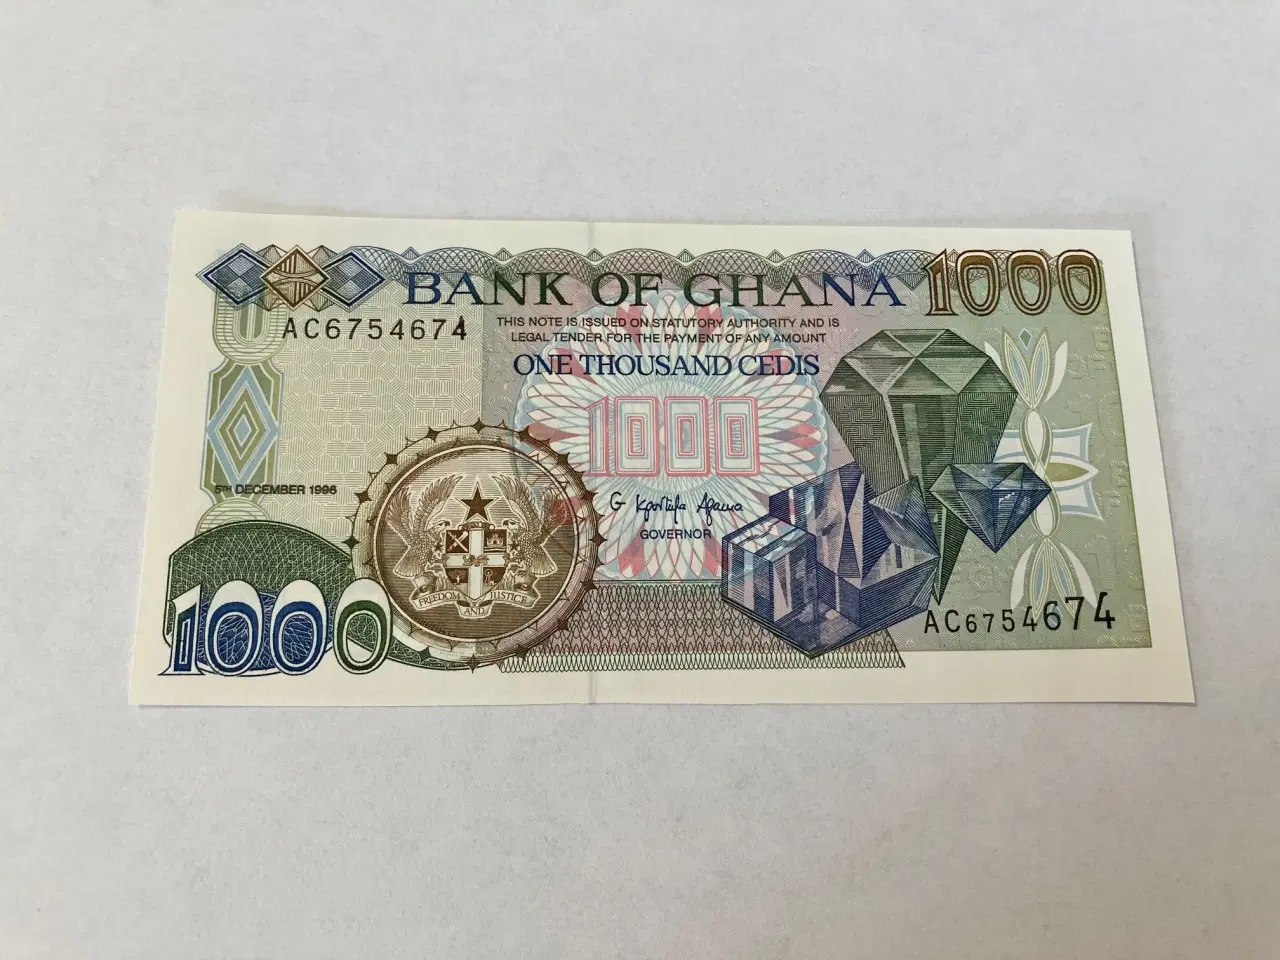 BANK OF GHANA
1000
AC6754674
THIS NOTE IS ISSUED ON STATUTORY AUTHORITY AND IS
LEGAL TENDER FOR THE PAYMENT OF ANY AMOUNT
ONE THOUSAND CEDIS
1000
5TH DECEMBER 1996
GOVERNOR
FREEDOM AND JUSTICE
1000
AC6754674